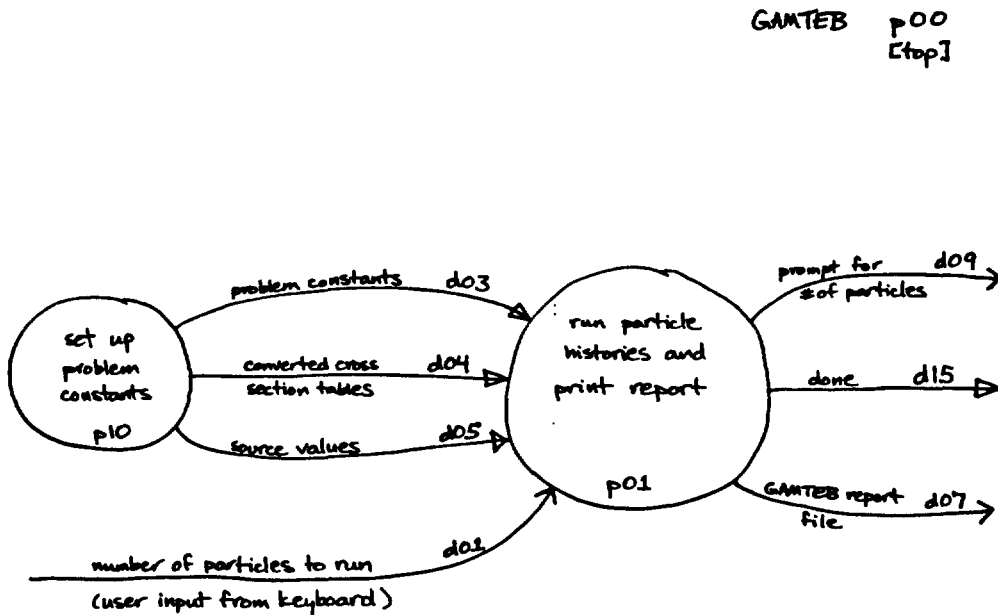 GAMTEB p00
[top]
set up
problem
constants
p10
problem constants d03
converted cross d04
section tables
source values d05
number of particles to run d01
(user input from keyboard)
run particle
histories and
print report
p01
prompt for d09
# of particles
done d15
GAMTEB report d07
file